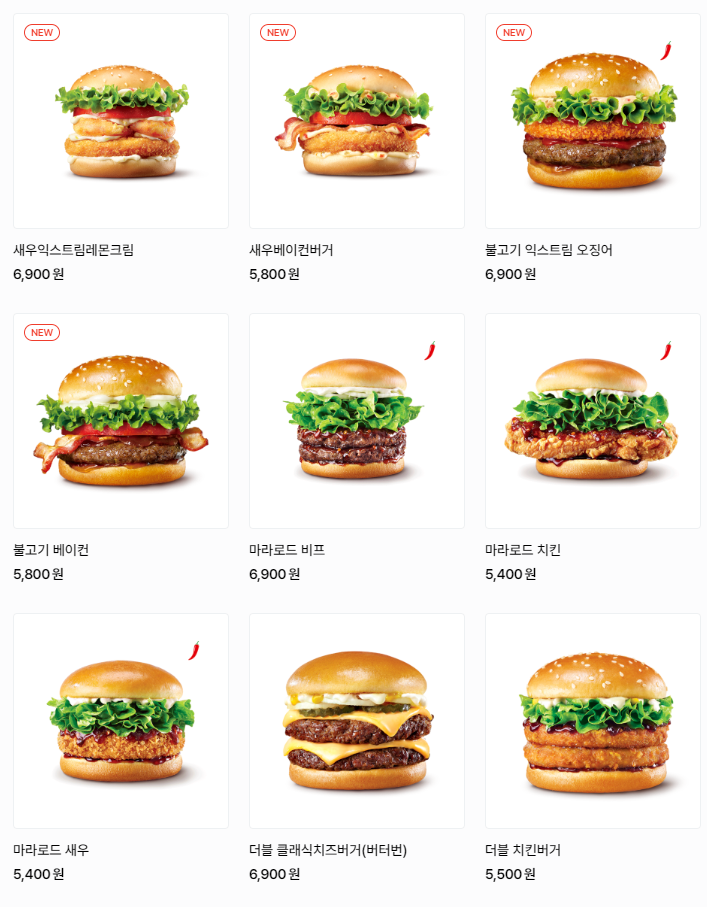 NEW
NEW
NEW
새우익스트림레몬크림
6,900 원
새우베이컨버거
5,800 원
불고기 익스트림 오징어
6,900 원
NEW
불고기 베이컨
5,800 원
마라로드 비프
6,900 원
마라로드 치킨
5,400 원
마라로드 새우
5,400 원
더블 클래식치즈버거(버터번)
6,900 원
더블 치킨버거
5,500 원